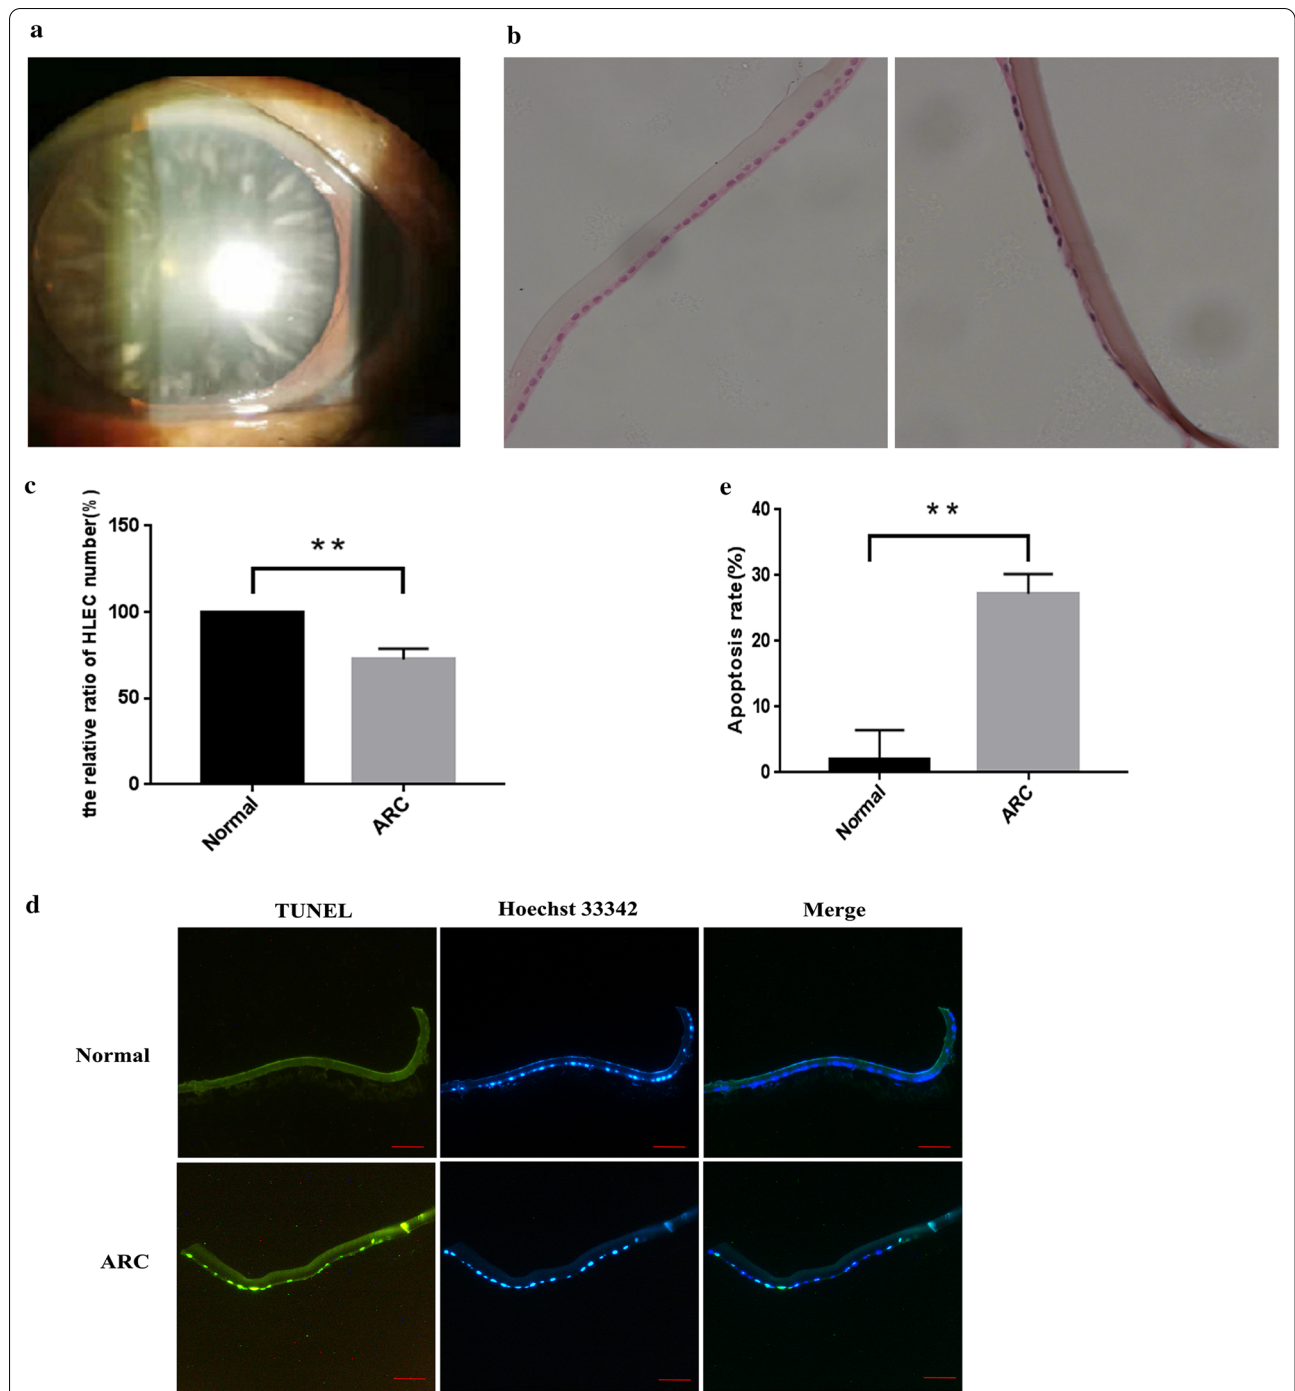 a
b
c
the relative ratio of HLEC number(%)
150
100
50
0
**
Normal
ARC
e
Apoptosis rate(%)
40
30
20
10
0
**
Normal
ARC
d
TUNEL
Hoechst 33342
Merge
Normal
ARC